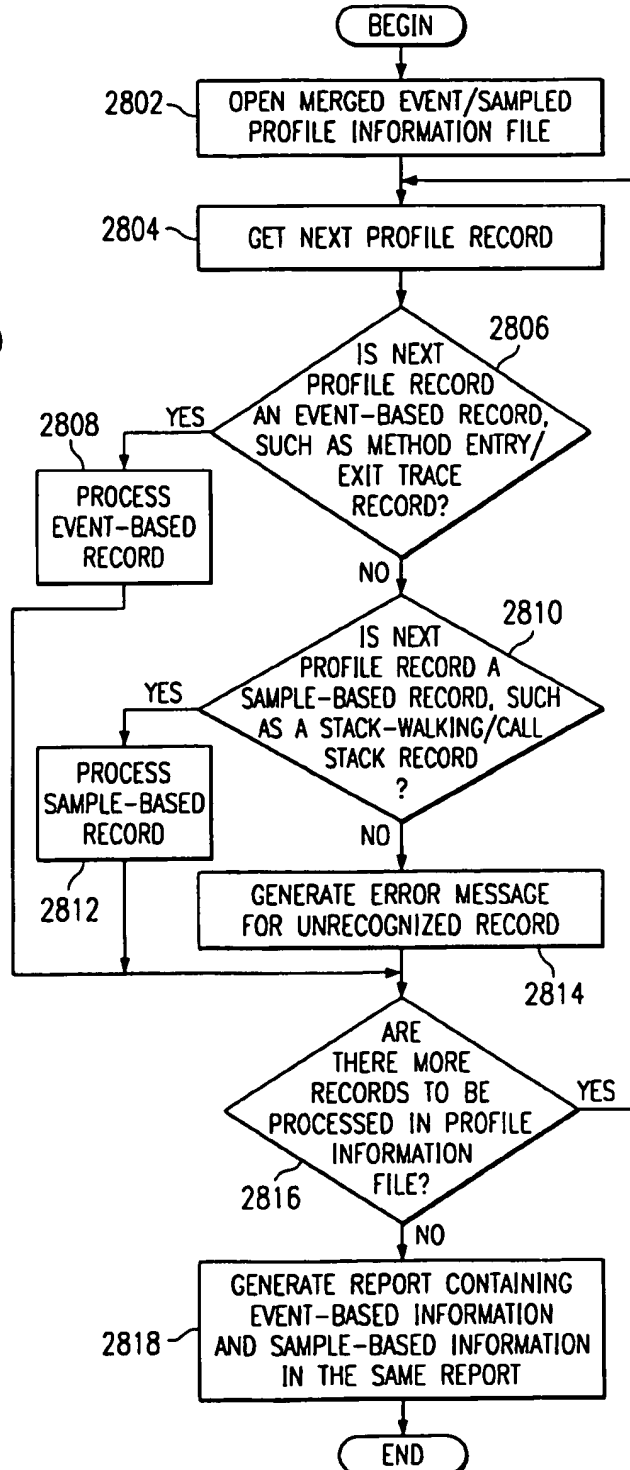 BEGIN
2802
OPEN MERGED EVENT/SAMPLED
PROFILE INFORMATION FILE
2804
GET NEXT PROFILE RECORD
2806
IS NEXT
PROFILE RECORD
AN EVENT-BASED RECORD,
SUCH AS METHOD ENTRY/
EXIT TRACE
RECORD?
YES
2808
PROCESS
EVENT-BASED
RECORD
NO
2810
IS NEXT
PROFILE RECORD A
SAMPLE-BASED RECORD, SUCH
AS A STACK-WALKING/CALL
STACK RECORD
?
YES
PROCESS
SAMPLE-BASED
RECORD
2812
NO
GENERATE ERROR MESSAGE
FOR UNRECOGNIZED RECORD
2814
ARE
THERE MORE
RECORDS TO BE
PROCESSED IN PROFILE
INFORMATION
FILE?
YES
2816
NO
2818
GENERATE REPORT CONTAINING
EVENT-BASED INFORMATION
AND SAMPLE-BASED INFORMATION
IN THE SAME REPORT
END